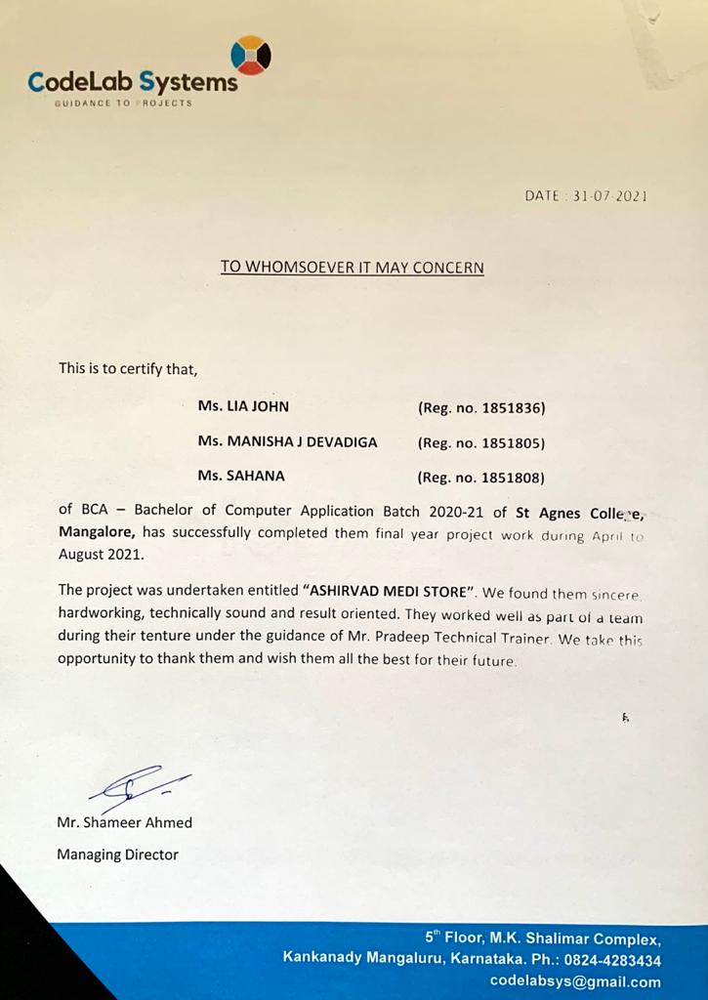 CodeLab Systems
GUIDANCE TO PROJECTS
DATE : 31-07-2021
TO WHOMSOEVER IT MAY CONCERN
This is to certify that,
Ms. LIA JOHN (Reg. no. 1851836)
Ms. MANISHA J DEVADIGA (Reg. no. 1851805)
Ms. SAHANA (Reg. no. 1851808)
of BCA – Bachelor of Computer Application Batch 2020-21 of St Agnes College,
Mangalore, has successfully completed them final year project work during April to
August 2021.
The project was undertaken entitled “ASHIRVAD MEDI STORE”. We found them sincere,
hardworking, technically sound and result oriented. They worked well as part of a team
during their tenture under the guidance of Mr. Pradeep Technical Trainer. We take this
opportunity to thank them and wish them all the best for their future.
Mr. Shameer Ahmed
Managing Director
5th Floor, M.K. Shalimar Complex,
Kankanady Mangaluru, Karnataka. Ph.: 0824-4283434
codelabsys@gmail.com